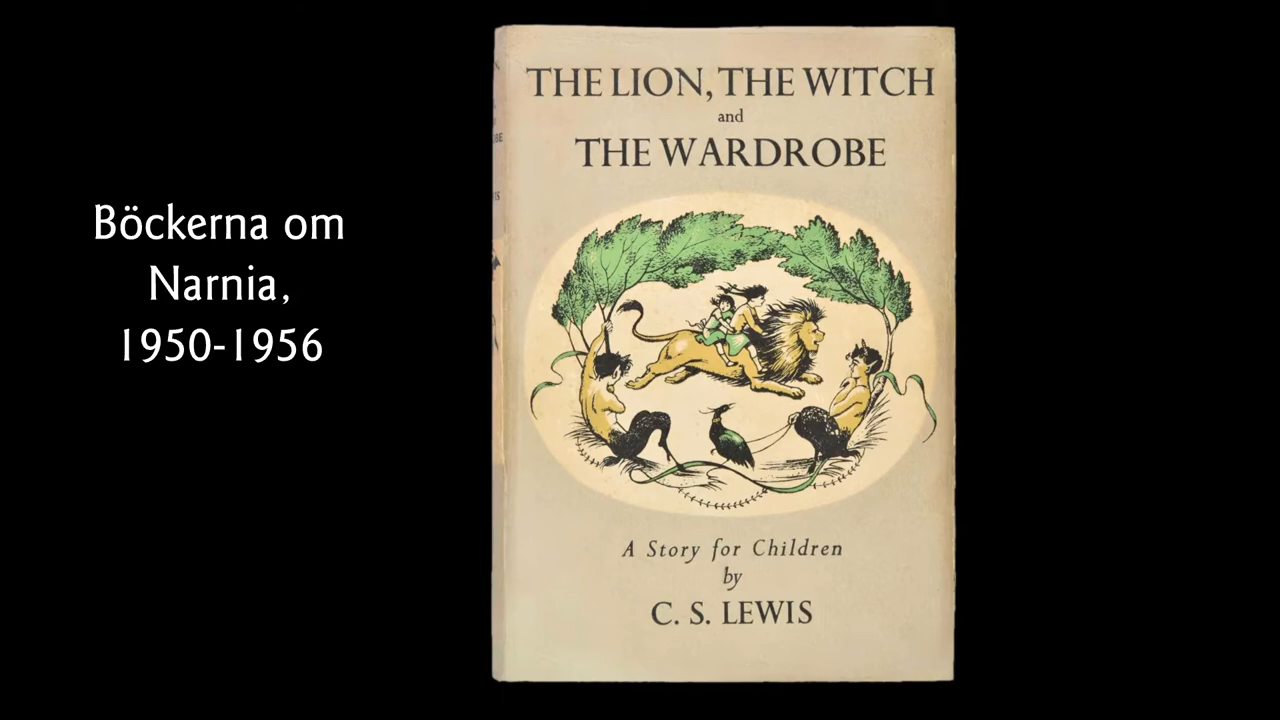 Böckerna om
Narnia,
1950-1956
THE LION, THE WITCH
and
THE WARDROBE
A Story for Children
by
C. S. LEWIS